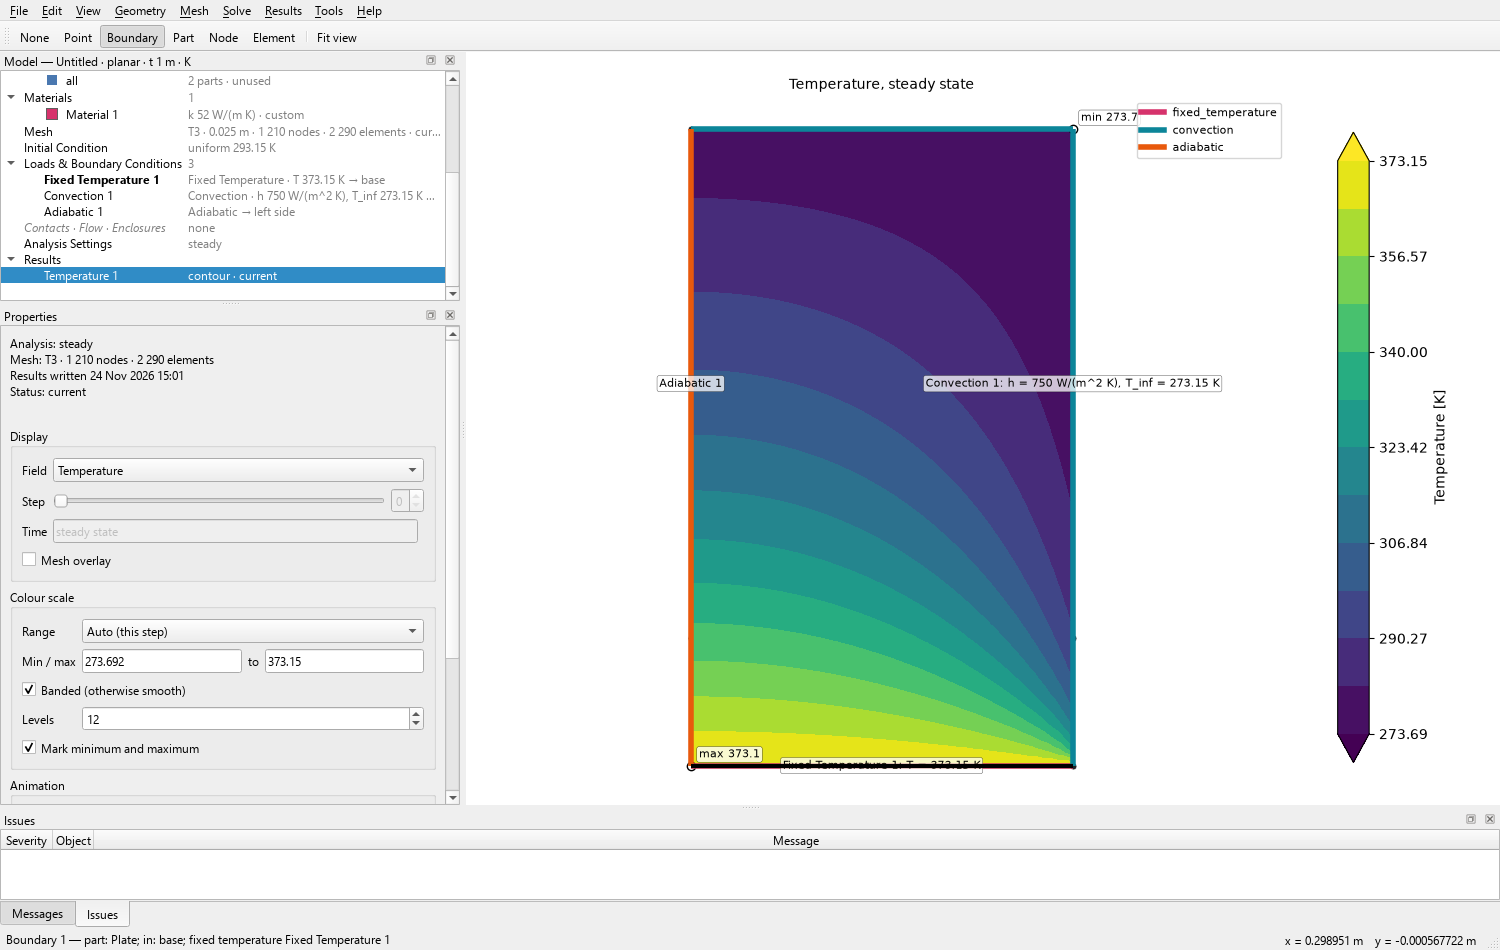 File Edit View Geometry Mesh Solve Results Tools Help
None Point Boundary Part Node Element Fit view
Model — Untitled · planar · t 1 m · K
all 2 parts · unused
Materials 1
Material 1 k 52 W/(m K) · custom
Mesh T3 · 0.025 m · 1 210 nodes · 2 290 elements · cur...
Initial Condition uniform 293.15 K
Loads & Boundary Conditions 3
Fixed Temperature 1 Fixed Temperature · T 373.15 K → base
Convection 1 Convection · h 750 W/(m^2 K), T_inf 273.15 K ...
Adiabatic 1 Adiabatic → left side
Contacts · Flow · Enclosures none
Analysis Settings steady
Results
Temperature 1 contour · current
Properties
Analysis: steady
Mesh: T3 · 1 210 nodes · 2 290 elements
Results written 24 Nov 2026 15:01
Status: current
Display
Field Temperature
Step 0
Time steady state
Mesh overlay
Colour scale
Range Auto (this step)
Min / max 273.692 to 373.15
Banded (otherwise smooth)
Levels 12
Mark minimum and maximum
Animation
Temperature, steady state
min 273.7
fixed_temperature
convection
adiabatic
Adiabatic 1
Convection 1: h = 750 W/(m^2 K), T_inf = 273.15 K
max 373.1
Fixed Temperature 1: T = 373.15 K
373.15
356.57
340.00
323.42
306.84
290.27
273.69
Temperature [K]
Issues
Severity Object Message
Messages Issues
Boundary 1 — part: Plate; in: base; fixed temperature Fixed Temperature 1
x = 0.298951 m y = -0.000567722 m